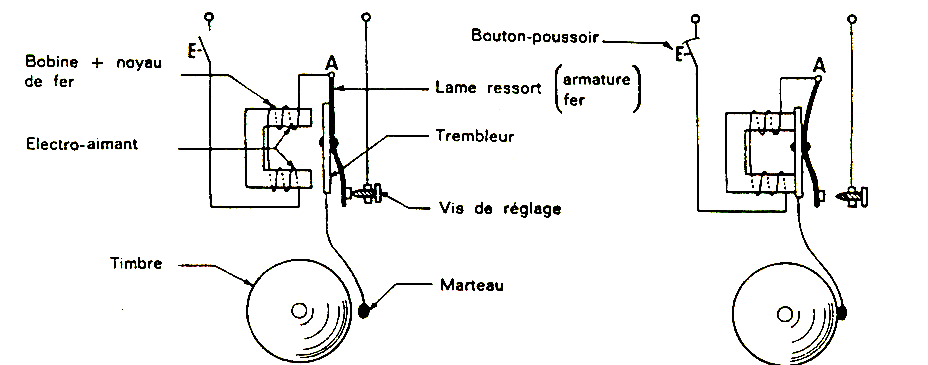 E
Bobine + noyau
de fer
Electro-aimant
Timbre
A
Lame ressort (armature
fer)
Trembleur
Vis de réglage
Marteau
Bouton-poussoir
E
A